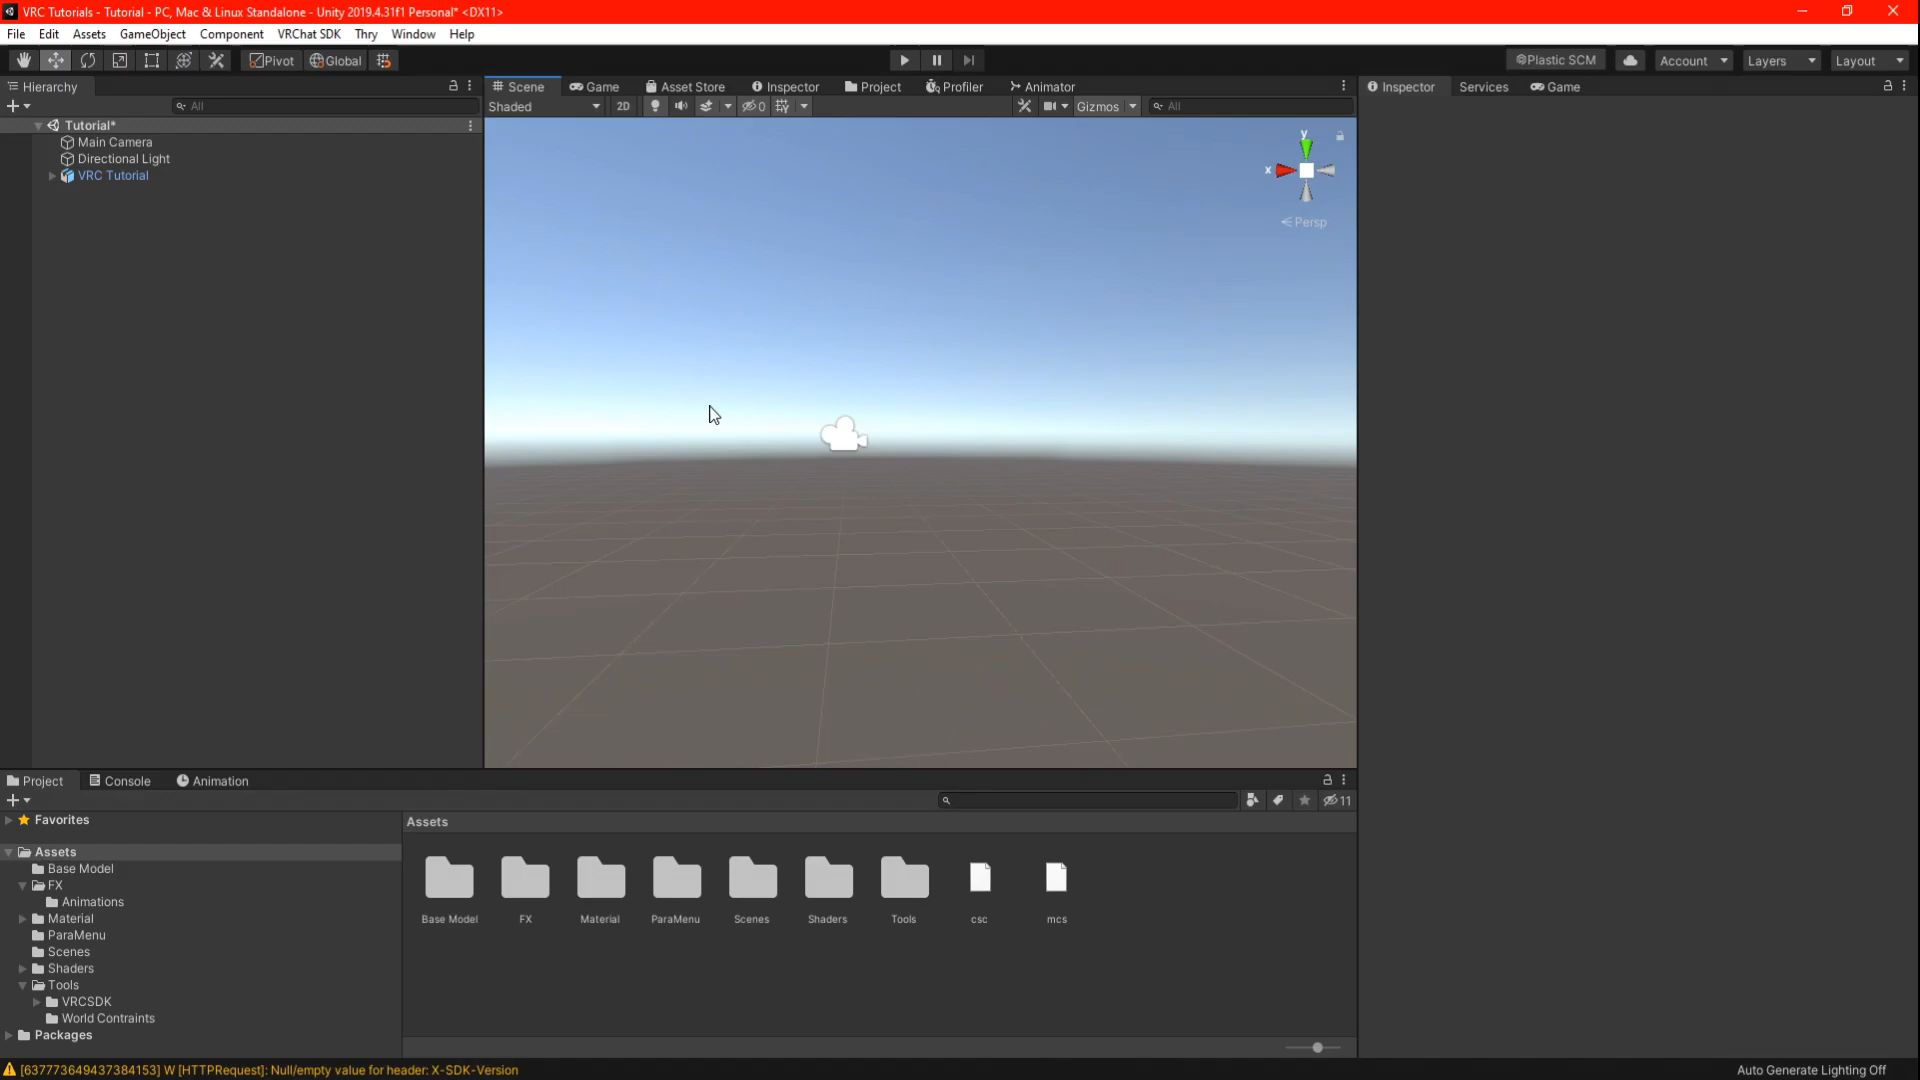 VRC Tutorials - Tutorial - PC, Mac & Linux Standalone - Unity 2019.4.31f1 Personal* <DX11>
File Edit Assets GameObject Component VRChat SDK Thry Window Help
Pivot Global Plastic SCM Account Layers Layout
Hierarchy Scene Game Asset Store Inspector Project Profiler Animator Inspector Services Game
All Shaded 2D 0 Gizmos All
Tutorial*
Main Camera
Directional Light
VRC Tutorial
y
x
Persp
Project Console Animation
11
Favorites
Assets
Base Model
FX
Animations
Material
ParaMenu
Scenes
Shaders
Tools
VRCSDK
World Contraints
Packages
Assets
Base Model FX Material ParaMenu Scenes Shaders Tools csc mcs
[637773649437384153] W [HTTPRequest]: Null/empty value for header: X-SDK-Version
Auto Generate Lighting Off